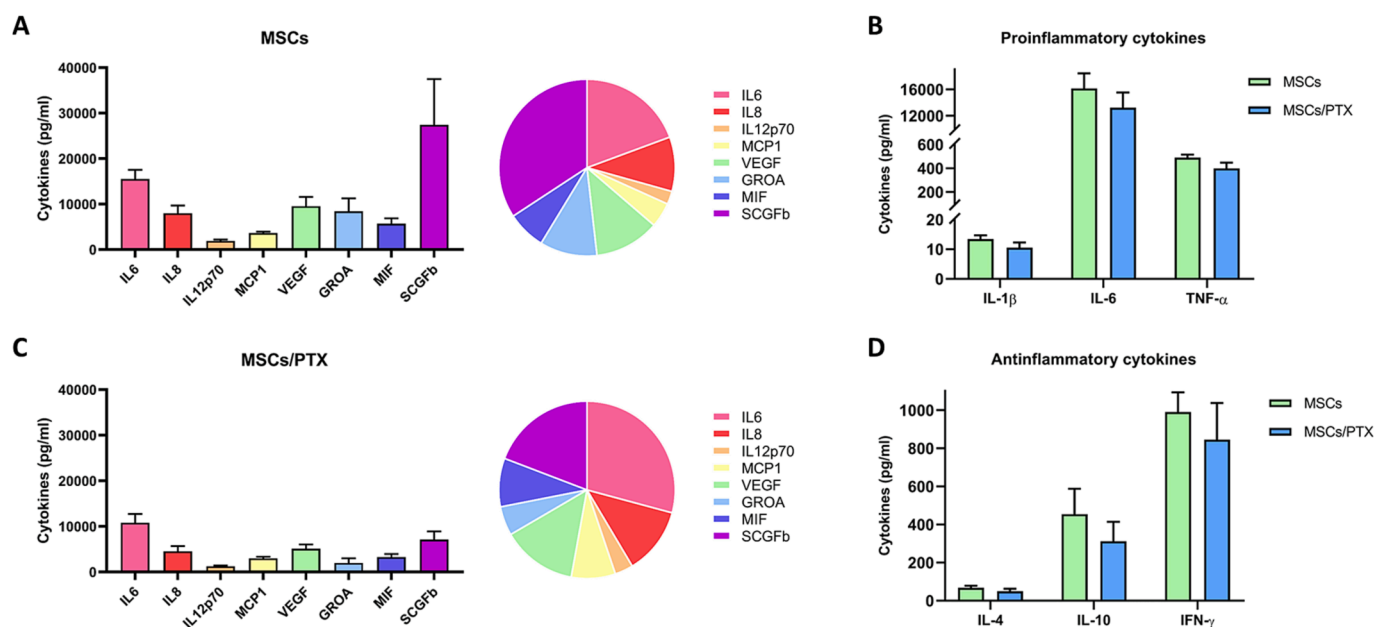 A
MSCs
Cytokines (pg/ml)
40000
30000
20000
10000
0
IL6
IL8
IL12p70
MCP1
VEGF
GROA
MIF
SCGFb
IL6
IL8
IL12p70
MCP1
VEGF
GROA
MIF
SCGFb
B
Proinflammatory cytokines
Cytokines (pg/ml)
16000
12000
600
400
200
20
10
0
IL-1β
IL-6
TNF-α
MSCs
MSCs/PTX
C
MSCs/PTX
Cytokines (pg/ml)
40000
30000
20000
10000
0
IL6
IL8
IL12p70
MCP1
VEGF
GROA
MIF
SCGFb
IL6
IL8
IL12p70
MCP1
VEGF
GROA
MIF
SCGFb
D
Antinflammatory cytokines
Cytokines (pg/ml)
1000
800
600
400
200
0
IL-4
IL-10
IFN-γ
MSCs
MSCs/PTX